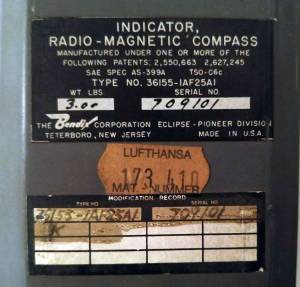 INDICATOR,
RADIO-MAGNETIC COMPASS
MANUFACTURED UNDER ONE OR MORE OF THE
FOLLOWING PATENTS; 2,550,663 2,627,245
SAE SPEC AS-399A TSO-C6c
TYPE NO. 36155-1AF25A1
WT. LBS SERIAL NO.
3.00 709101
THE Bendix CORPORATION ECLIPSE-PIONEER DIVISION
TETERBORO, NEW JERSEY MADE IN U.S.A.
LUFTHANSA
173 410
MAT. NUMMER
MODIFICATION RECORD
TYPE NO SERIAL NO
36155-1AF25A1 709101
K